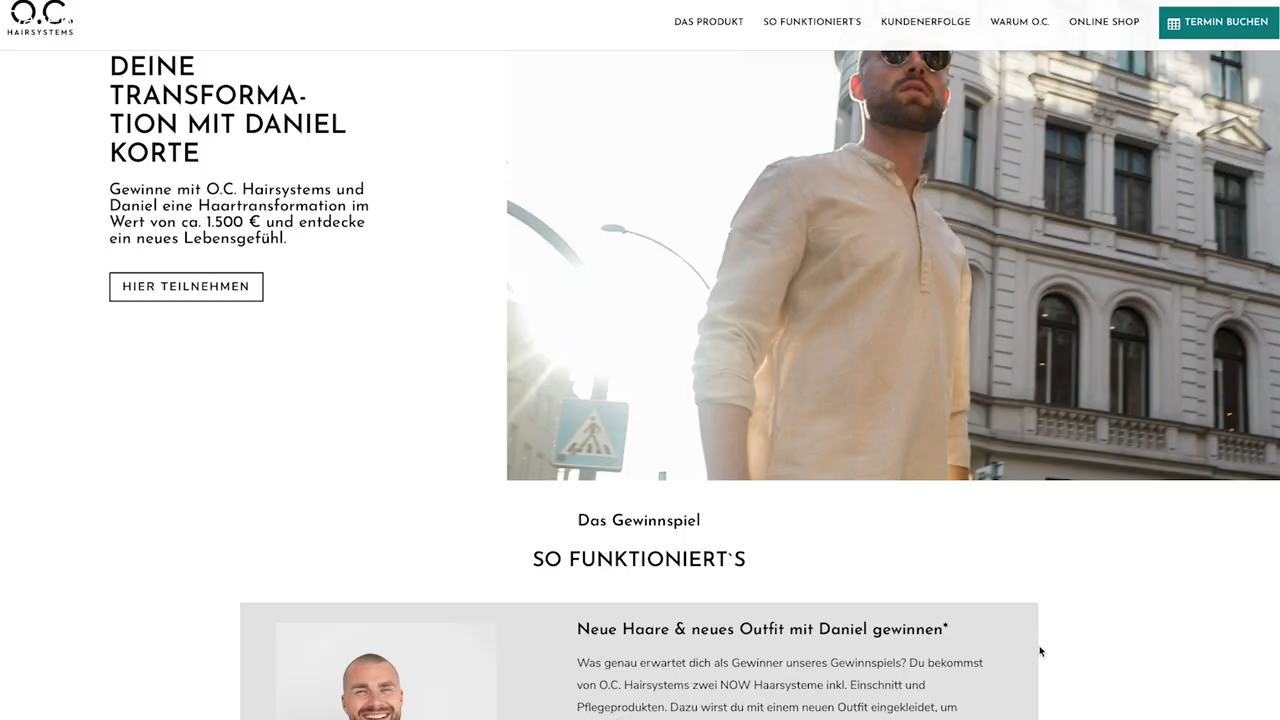 O.C.
HAIRSYSTEMS
DAS PRODUKT
SO FUNKTIONIERT'S
KUNDENERFOLGE
WARUM O.C.
ONLINE SHOP
TERMIN BUCHEN
DEINE
TRANSFORMA-
TION MIT DANIEL
KORTE
Gewinne mit O.C. Hairsystems und
Daniel eine Haartransformation im
Wert von ca. 1.500 € und entdecke
ein neues Lebensgefühl.
HIER TEILNEHMEN
Das Gewinnspiel
SO FUNKTIONIERT`S
Neue Haare & neues Outfit mit Daniel gewinnen*
Was genau erwartet dich als Gewinner unseres Gewinnspiels? Du bekommst
von O.C. Hairsystems zwei NOW Haarsysteme inkl. Einschnitt und
Pflegeprodukten. Dazu wirst du mit einem neuen Outfit eingekleidet, um